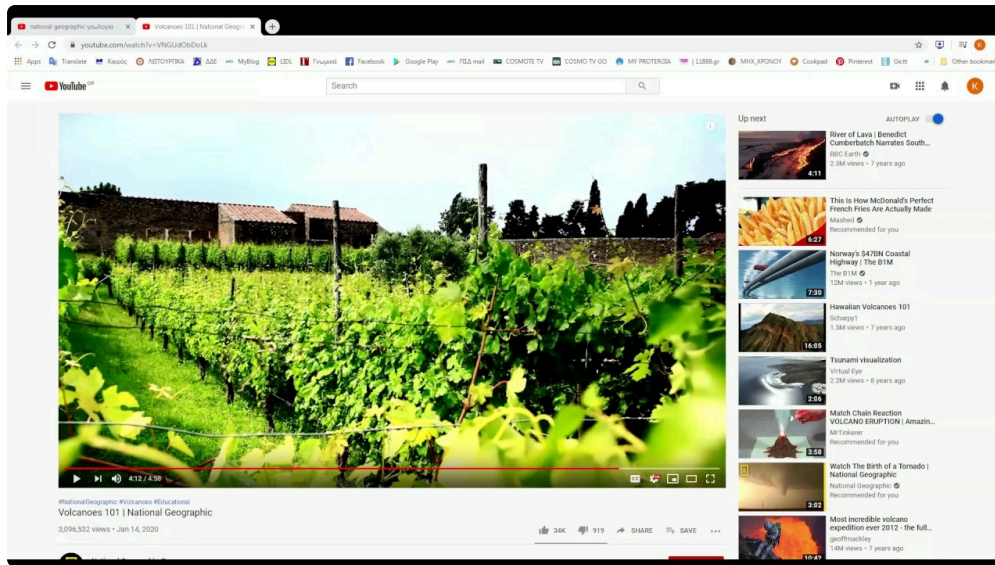 national geographic γεωλογία
Volcanoes 101 | National Geogra
youtube.com/watch?v=VNGUdObDoLk
Apps Translate Καιρός ΛΕΙΤΟΥΡΓΙΚΑ ΔΔΕ MyBlog LIDL Γνωμικά Facebook Google Play ΠΣΔ mail COSMOTE TV COSMO TV GO MY PROTERGIA 11888.gr ΜΗΧ_ΧΡΟΝΟΥ Cookpad Pinterest Ge.tt » Other bookmar
YouTube GR
Search
K
Up next
AUTOPLAY
River of Lava | Benedict
Cumberbatch Narrates South...
BBC Earth
2.3M views • 7 years ago
4:11
This Is How McDonald's Perfect
French Fries Are Actually Made
Mashed
Recommended for you
6:27
Norway's $47BN Coastal
Highway | The B1M
The B1M
12M views • 1 year ago
7:30
Hawaiian Volcanoes 101
Scharpy1
1.5M views • 7 years ago
16:05
Tsunami visualization
Virtual Eye
2.2M views • 8 years ago
2:06
Match Chain Reaction
VOLCANO ERUPTION | Amazin...
MrTinkerer
Recommended for you
3:58
Watch The Birth of a Tornado |
National Geographic
National Geographic
Recommended for you
3:02
Most incredible volcano
expedition ever 2012 - the full...
geoffmackley
14M views • 7 years ago
10:42
4:12 / 4:58
#NationalGeographic #Volcanoes #Educational
Volcanoes 101 | National Geographic
3,096,532 views • Jan 14, 2020
34K 919 SHARE SAVE